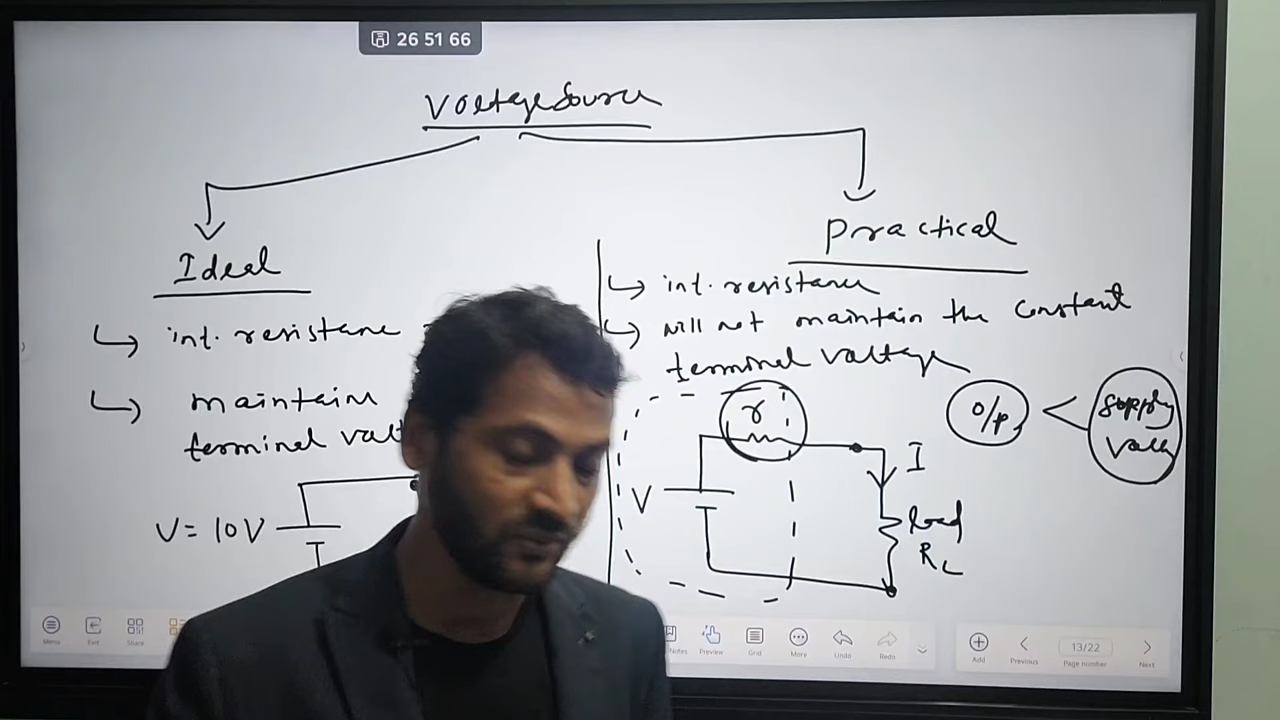 26 51 66
Voltage Source
Ideal
Practical
int. resistance
maintain
terminal
V = 10V
int. resistance
will not maintain the constant
terminal voltage
r
o/p <
supply
V
I
load
RL
Menu
Exit
Share
Notes
Preview
Grid
More
Undo
Redo
Add
Previous
13/22
Page number
Next